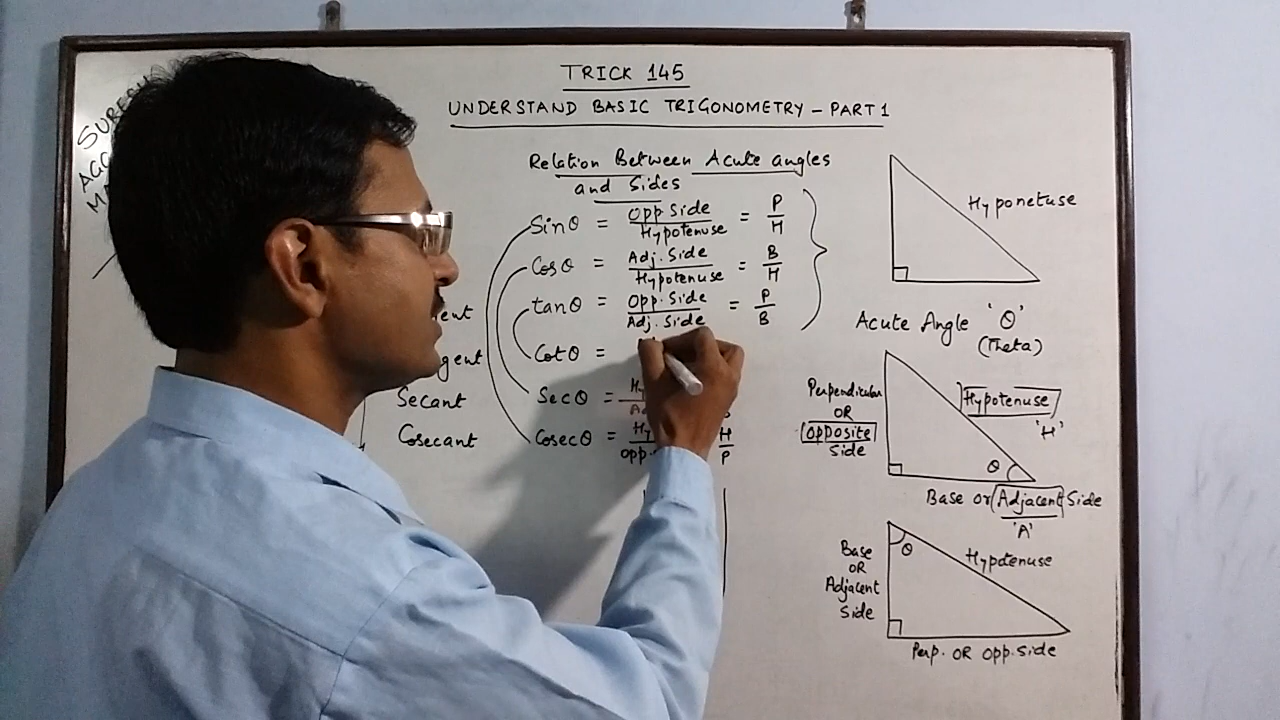 TRICK 145
UNDERSTAND BASIC TRIGONOMETRY - PART 1
Relation Between Acute angles
and Sides
Sinθ = Opp Side / Hypotenuse = P / H
Cosθ = Adj. Side / Hypotenuse = B / H
tanθ = Opp. Side / Adj. Side = P / B
Cotθ =
Secant Secθ =
Cosecant Cosecθ = H / P
SURESH
Hyponetuse
Acute Angle 'θ'
(Theta)
Perpendicular
OR
Opposite
Side
Hypotenuse
'H'
θ
Base or Adjacent Side
'A'
Base
OR
Adjacent
Side
θ
Hypotenuse
Perp. OR Opp. Side